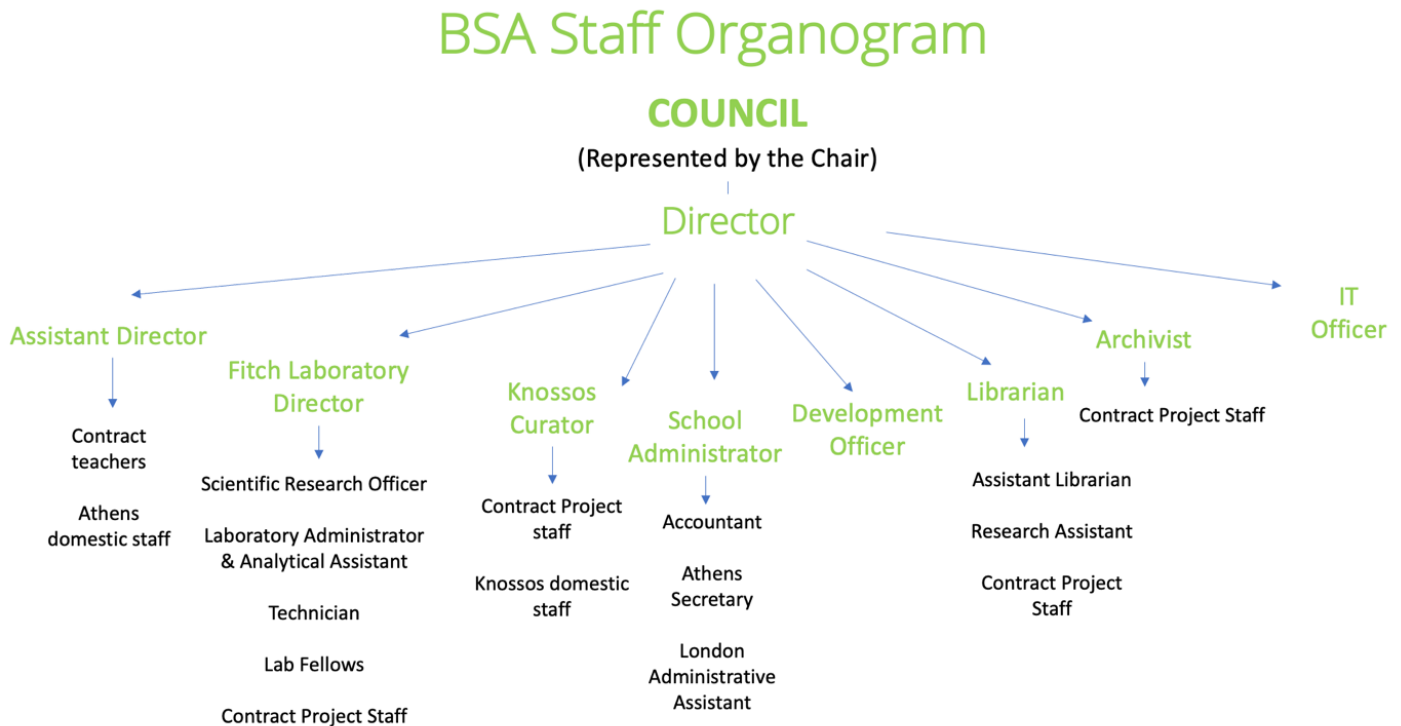 BSA Staff Organogram
COUNCIL
(Represented by the Chair)
Director
Assistant Director
Contract
teachers
Athens
domestic staff
Fitch Laboratory
Director
Scientific Research Officer
Laboratory Administrator
& Analytical Assistant
Technician
Lab Fellows
Contract Project Staff
Knossos
Curator
Contract Project
staff
Knossos domestic
staff
School
Administrator
Accountant
Athens
Secretary
London
Administrative
Assistant
Development
Officer
Librarian
Assistant Librarian
Research Assistant
Contract Project
Staff
Archivist
Contract Project Staff
IT
Officer